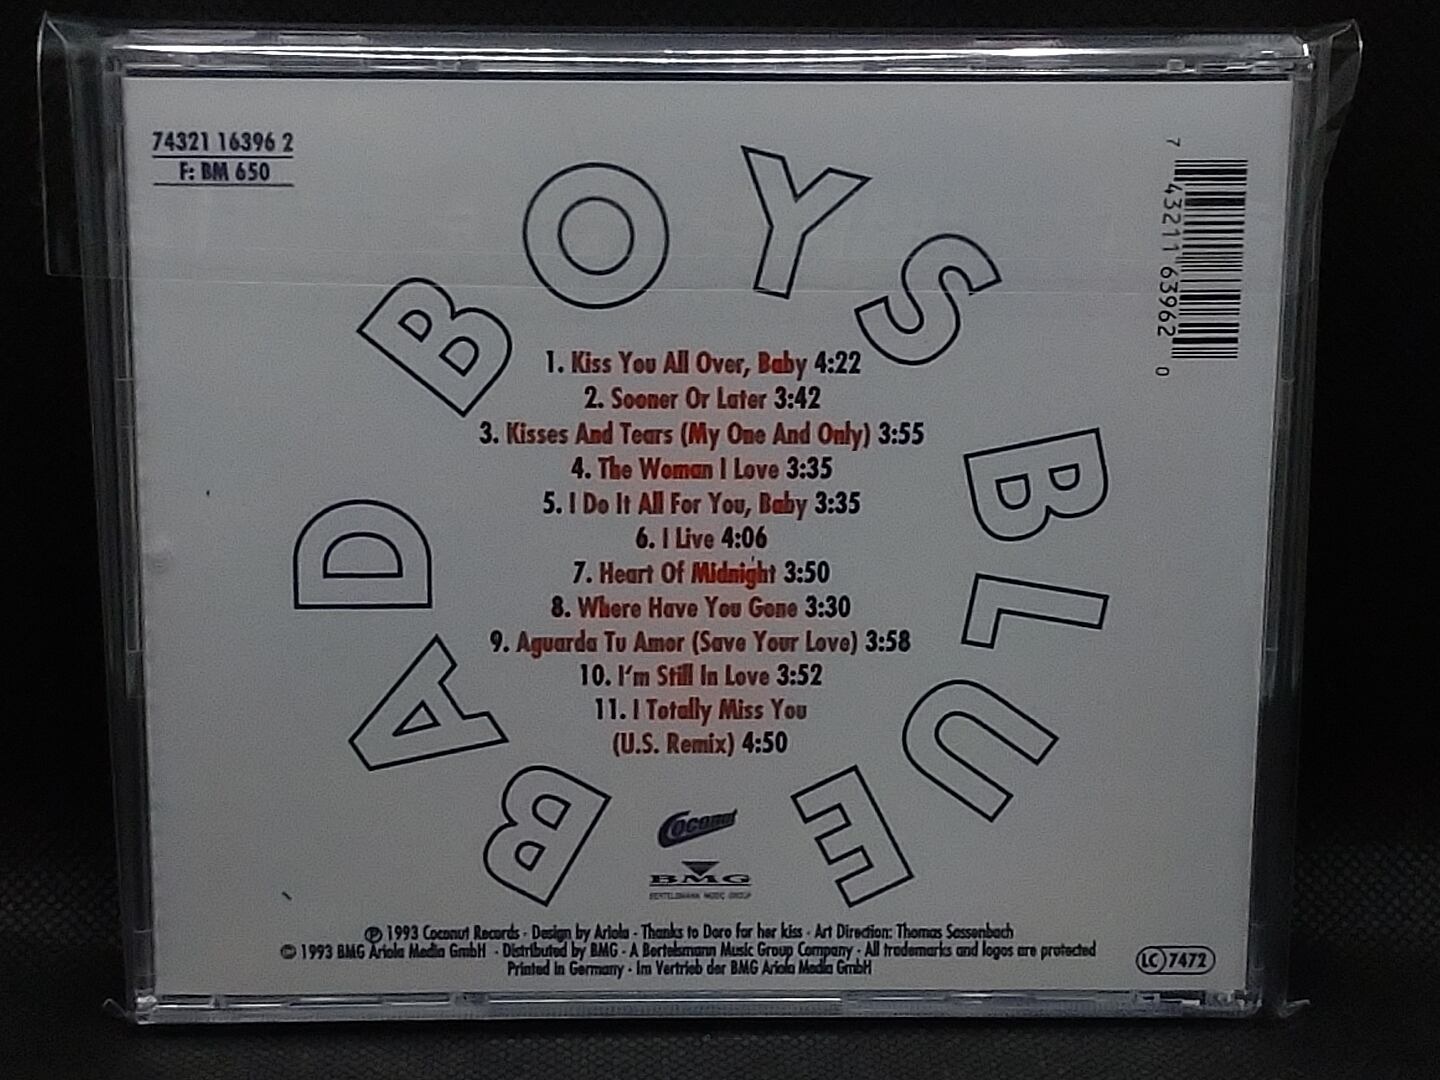 74321 16396 2
F: BM 650
7 43211 63962 0
BAD BOYS BLUE
1. Kiss You All Over, Baby 4:22
2. Sooner Or Later 3:42
3. Kisses And Tears (My One And Only) 3:55
4. The Woman I Love 3:35
5. I Do It All For You, Baby 3:35
6. I Live 4:06
7. Heart Of Midnight 3:50
8. Where Have You Gone 3:30
9. Aguarda Tu Amor (Save Your Love) 3:58
10. I'm Still In Love 3:52
11. I Totally Miss You
(U.S. Remix) 4:50
Coconut
BMG
BERTELSMANN MUSIC GROUP
℗ 1993 Coconut Records · Design by Ariola · Thanks to Doro for her kiss · Art Direction: Thomas Sassenbach
© 1993 BMG Ariola Media GmbH · Distributed by BMG · A Bertelsmann Music Group Company · All trademarks and logos are protected
Printed in Germany · Im Vertrieb der BMG Ariola Media GmbH
LC 7472